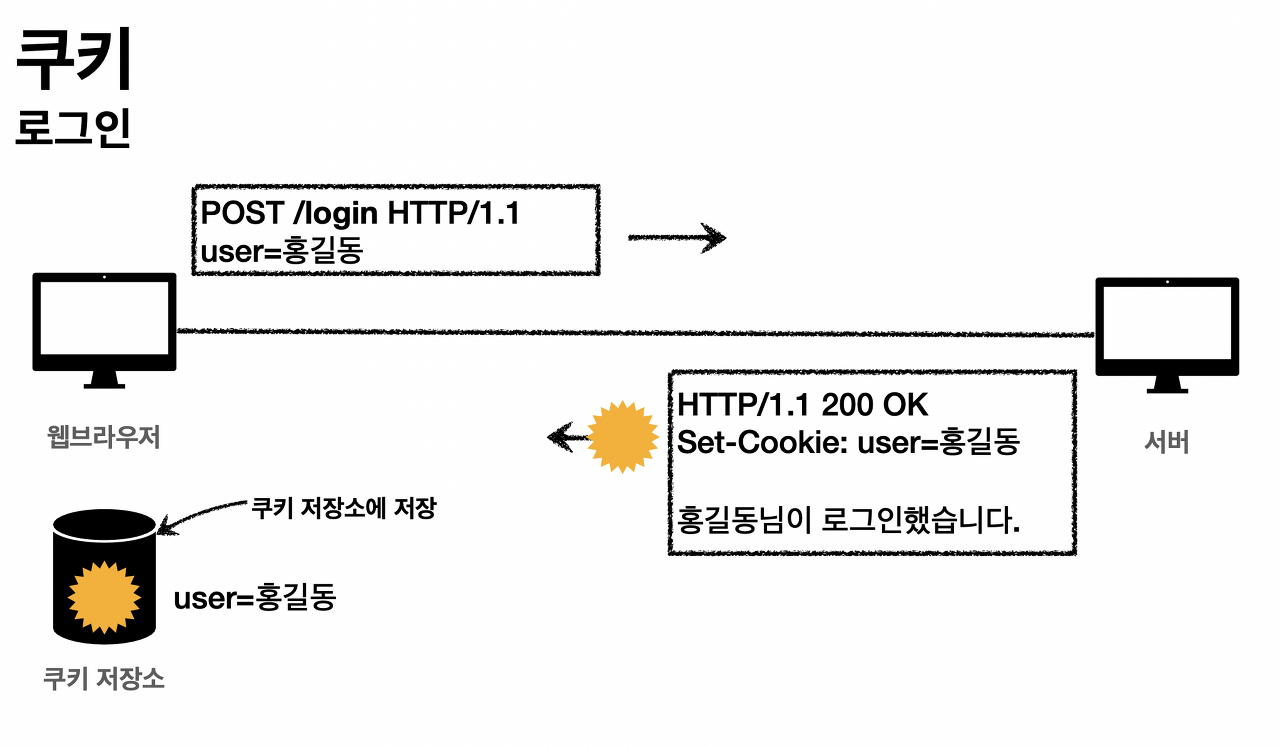 쿠키
로그인
POST /login HTTP/1.1
user=홍길동
HTTP/1.1 200 OK
Set-Cookie: user=홍길동
홍길동님이 로그인했습니다.
웹브라우저
서버
쿠키 저장소에 저장
user=홍길동
쿠키 저장소